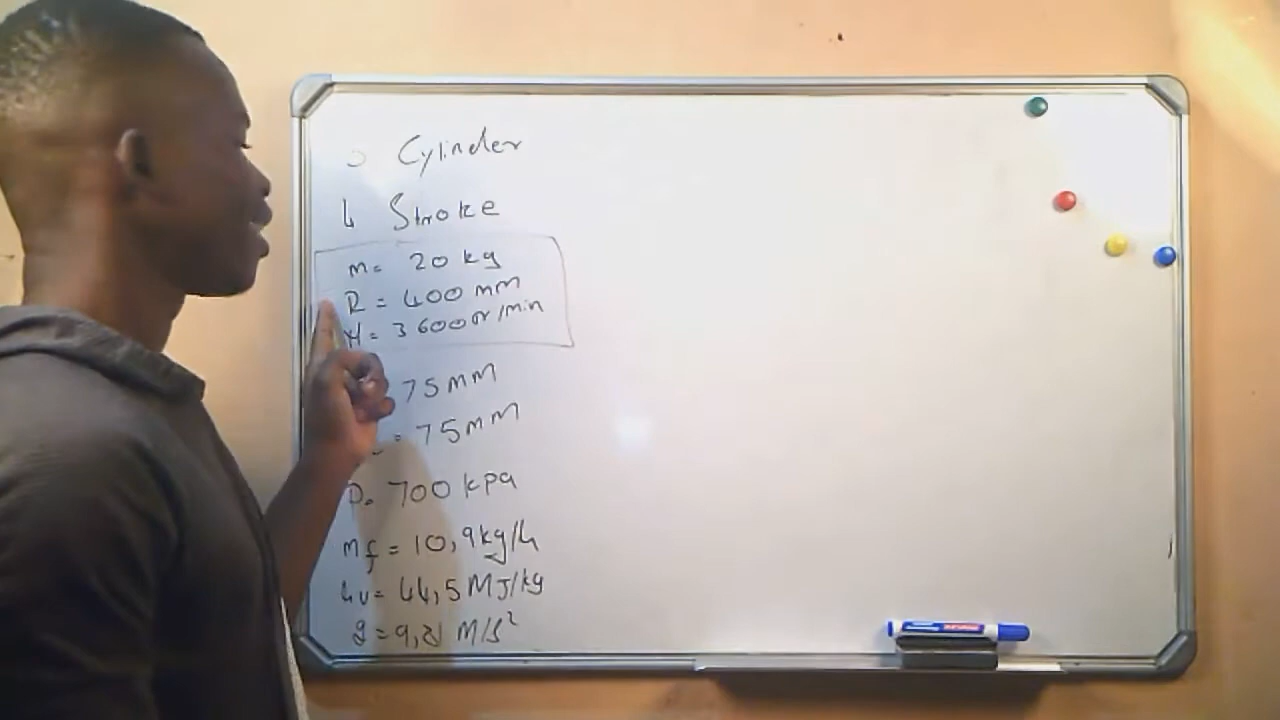 Cylinder
4 Stroke
m = 20 kg
R = 400 mm
N = 3600 r/min
75 mm
= 75 mm
P = 700 kpa
mf = 10,9 kg/h
hv = 44,5 MJ/kg
g = 9,81 M/s²